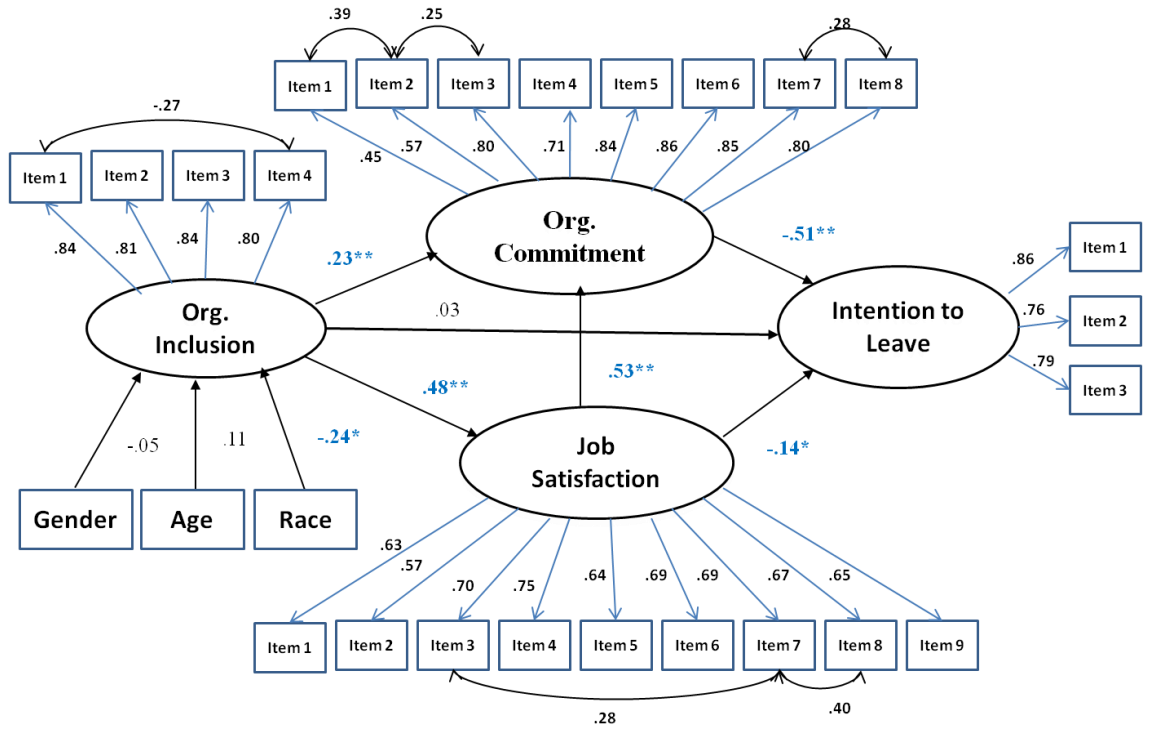 .39
.25
.28
Item 1
Item 2
Item 3
Item 4
Item 5
Item 6
Item 7
Item 8
-.27
.45
.57
.80
.71
.84
.86
.85
.80
Item 1
Item 2
Item 3
Item 4
Org.
Commitment
.84
.81
.84
.80
.23**
-.51**
.86
Item 1
Org.
Inclusion
.03
Intention to
Leave
.76
Item 2
.79
Item 3
.48**
.53**
-.05
.11
-.24*
Job
Satisfaction
-.14*
Gender
Age
Race
.63
.57
.70
.75
.64
.69
.69
.67
.65
Item 1
Item 2
Item 3
Item 4
Item 5
Item 6
Item 7
Item 8
Item 9
.28
.40